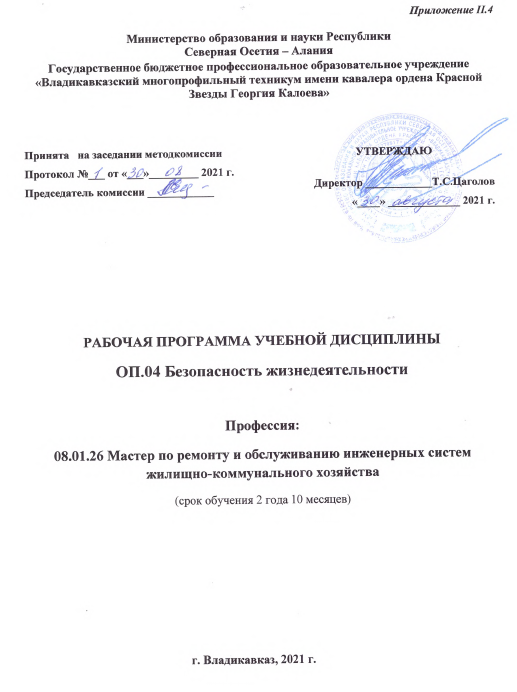 Приложение II.4
Министерство образования и науки Республики
Северная Осетия – Алания
Государственное бюджетное профессиональное образовательное учреждение
«Владикавказский многопрофильный техникум имени кавалера ордена Красной
Звезды Георгия Калоева»
Принята на заседании методкомиссии
Протокол № 1 от «30» 08 2021 г.
Председатель комиссии
УТВЕРЖДАЮ
Директор Т.С.Цаголов
«30» августа 2021 г.
РАБОЧАЯ ПРОГРАММА УЧЕБНОЙ ДИСЦИПЛИНЫ
ОП.04 Безопасность жизнедеятельности
Профессия:
08.01.26 Мастер по ремонту и обслуживанию инженерных систем
жилищно-коммунального хозяйства
(срок обучения 2 года 10 месяцев)
г. Владикавказ, 2021 г.